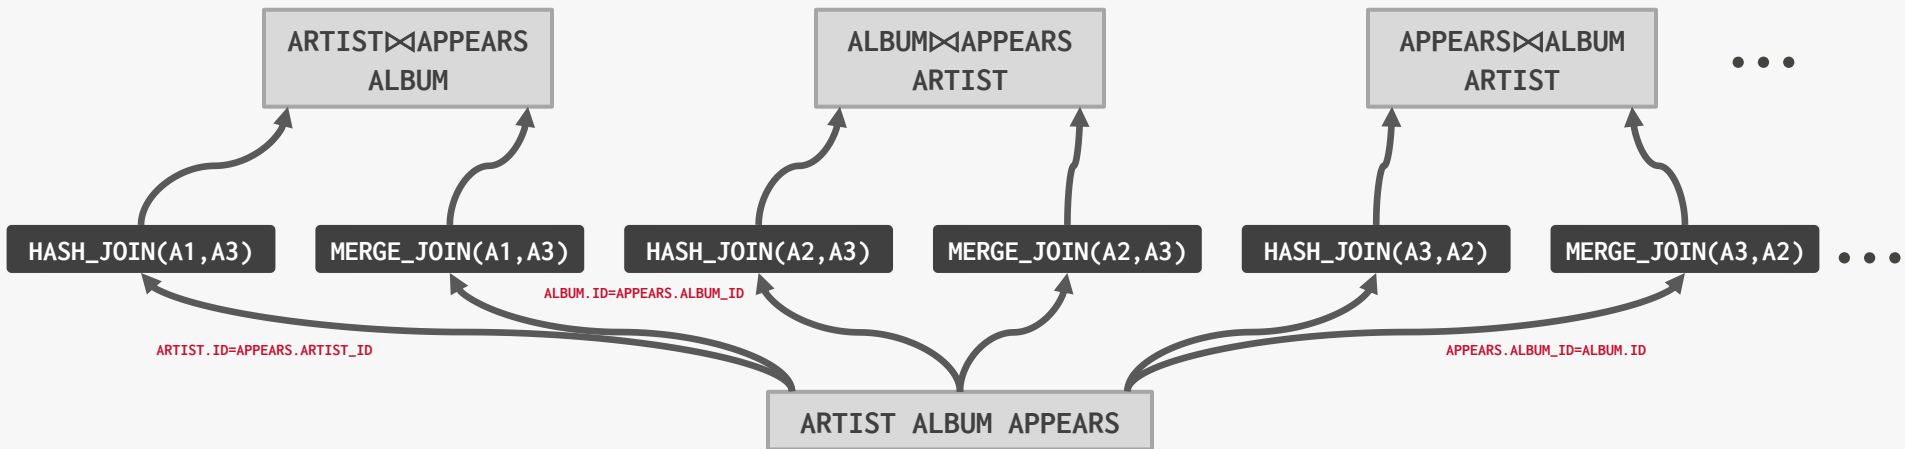 ARTIST⋈APPEARS
ALBUM
ALBUM⋈APPEARS
ARTIST
APPEARS⋈ALBUM
ARTIST
•••
HASH_JOIN(A1,A3)
MERGE_JOIN(A1,A3)
HASH_JOIN(A2,A3)
MERGE_JOIN(A2,A3)
HASH_JOIN(A3,A2)
MERGE_JOIN(A3,A2)
•••
ALBUM.ID=APPEARS.ALBUM_ID
ARTIST.ID=APPEARS.ARTIST_ID
APPEARS.ALBUM_ID=ALBUM.ID
ARTIST ALBUM APPEARS